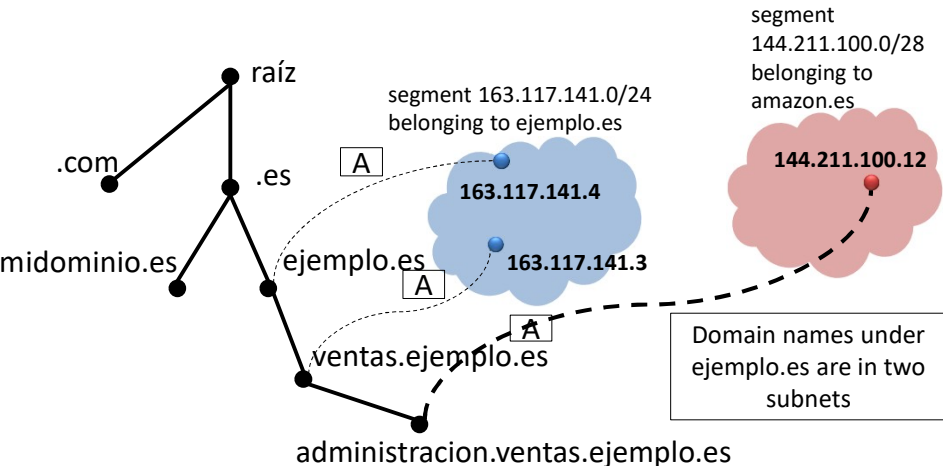 segment
144.211.100.0/28
belonging to
amazon.es
raíz
segment 163.117.141.0/24
belonging to ejemplo.es
.com
A
144.211.100.12
.es
163.117.141.4
midominio.es
ejemplo.es
163.117.141.3
A
A
Domain names under
ejemplo.es are in two
subnets
ventas.ejemplo.es
administracion.ventas.ejemplo.es